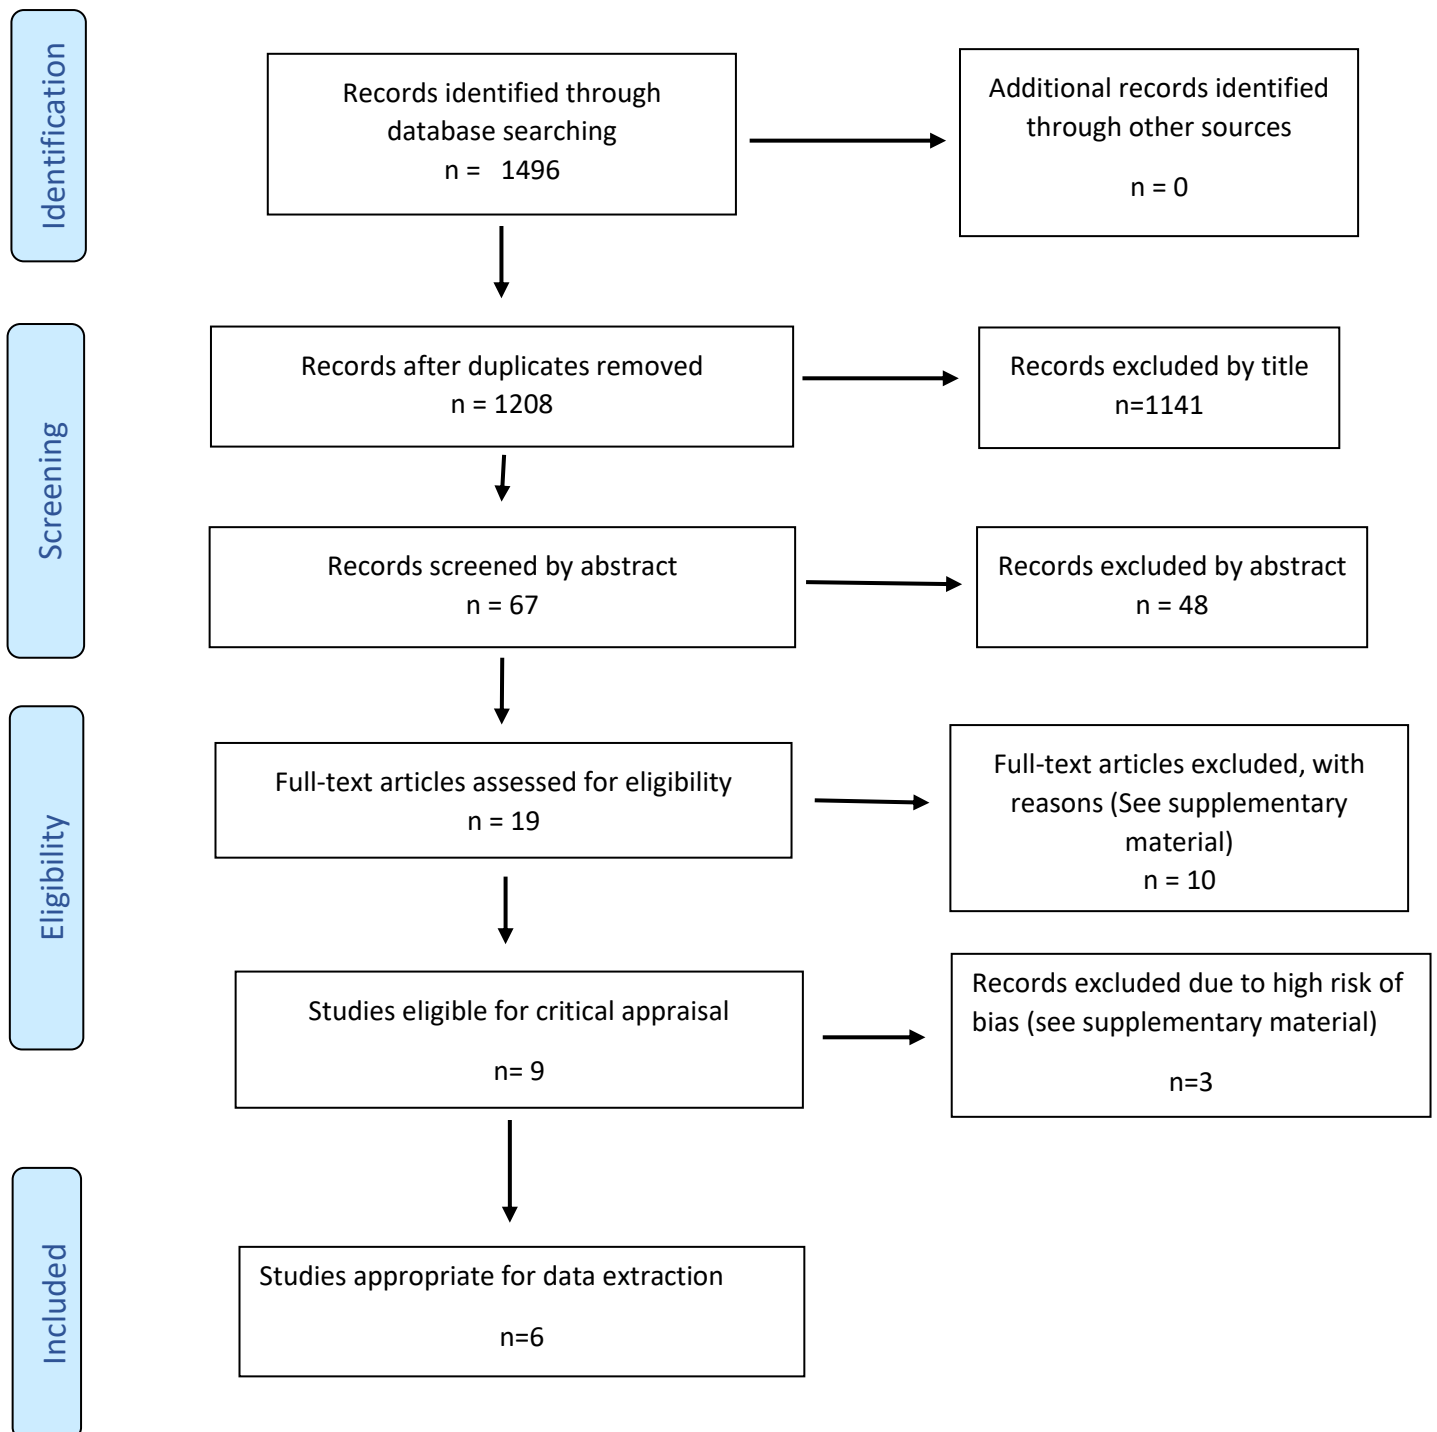 Identification
Records identified through
database searching
n =   1496
Additional records identified
through other sources
n = 0
Screening
Records after duplicates removed
n = 1208
Records excluded by title
n=1141
Records screened by abstract
n = 67
Records excluded by abstract
n = 48
Eligibility
Full-text articles assessed for eligibility
n = 19
Full-text articles excluded, with
reasons (See supplementary
material)
n = 10
Studies eligible for critical appraisal
n= 9
Records excluded due to high risk of
bias (see supplementary material)
n=3
Included
Studies appropriate for data extraction
n=6